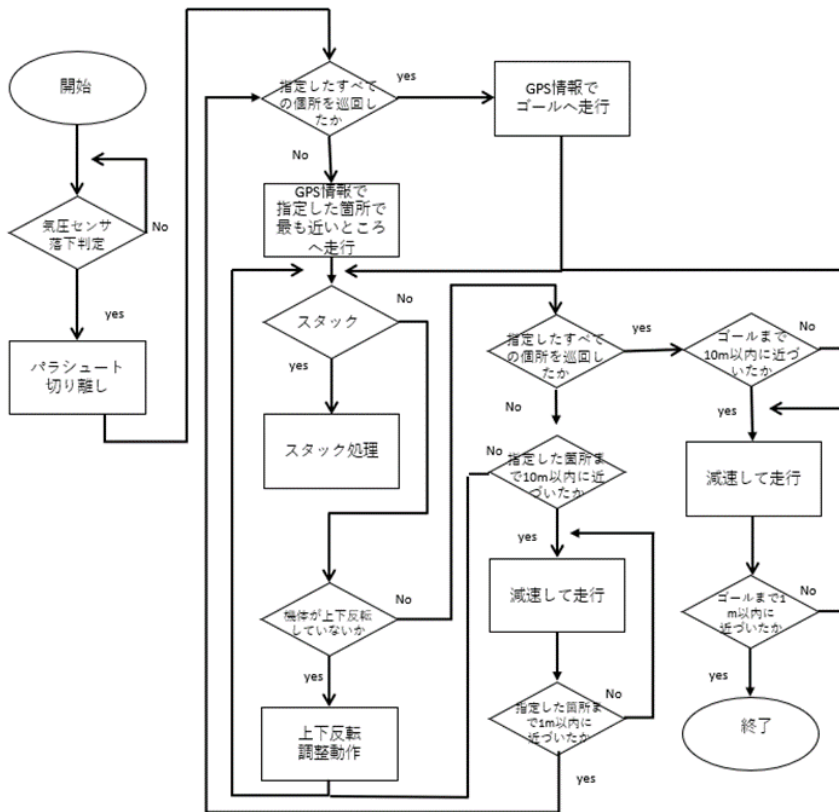 開始
気圧センサ
落下判定
No
yes
パラシュート
切り離し
指定したすべて
の個所を巡回し
たか
yes
No
GPS情報で
ゴールへ走行
GPS情報で
指定した箇所で
最も近いところ
へ走行
スタック
No
yes
スタック処理
機体が上下反転
していないか
No
yes
上下反転
調整動作
指定したすべて
の個所を巡回し
たか
yes
No
指定した箇所ま
で10m以内に近
づいたか
No
yes
減速して走行
指定した箇所ま
で1m以内に
近づいたか
No
yes
ゴールまで
10m以内に近づ
いたか
No
yes
減速して走行
ゴールまで1
m以内に
近づいたか
No
yes
終了